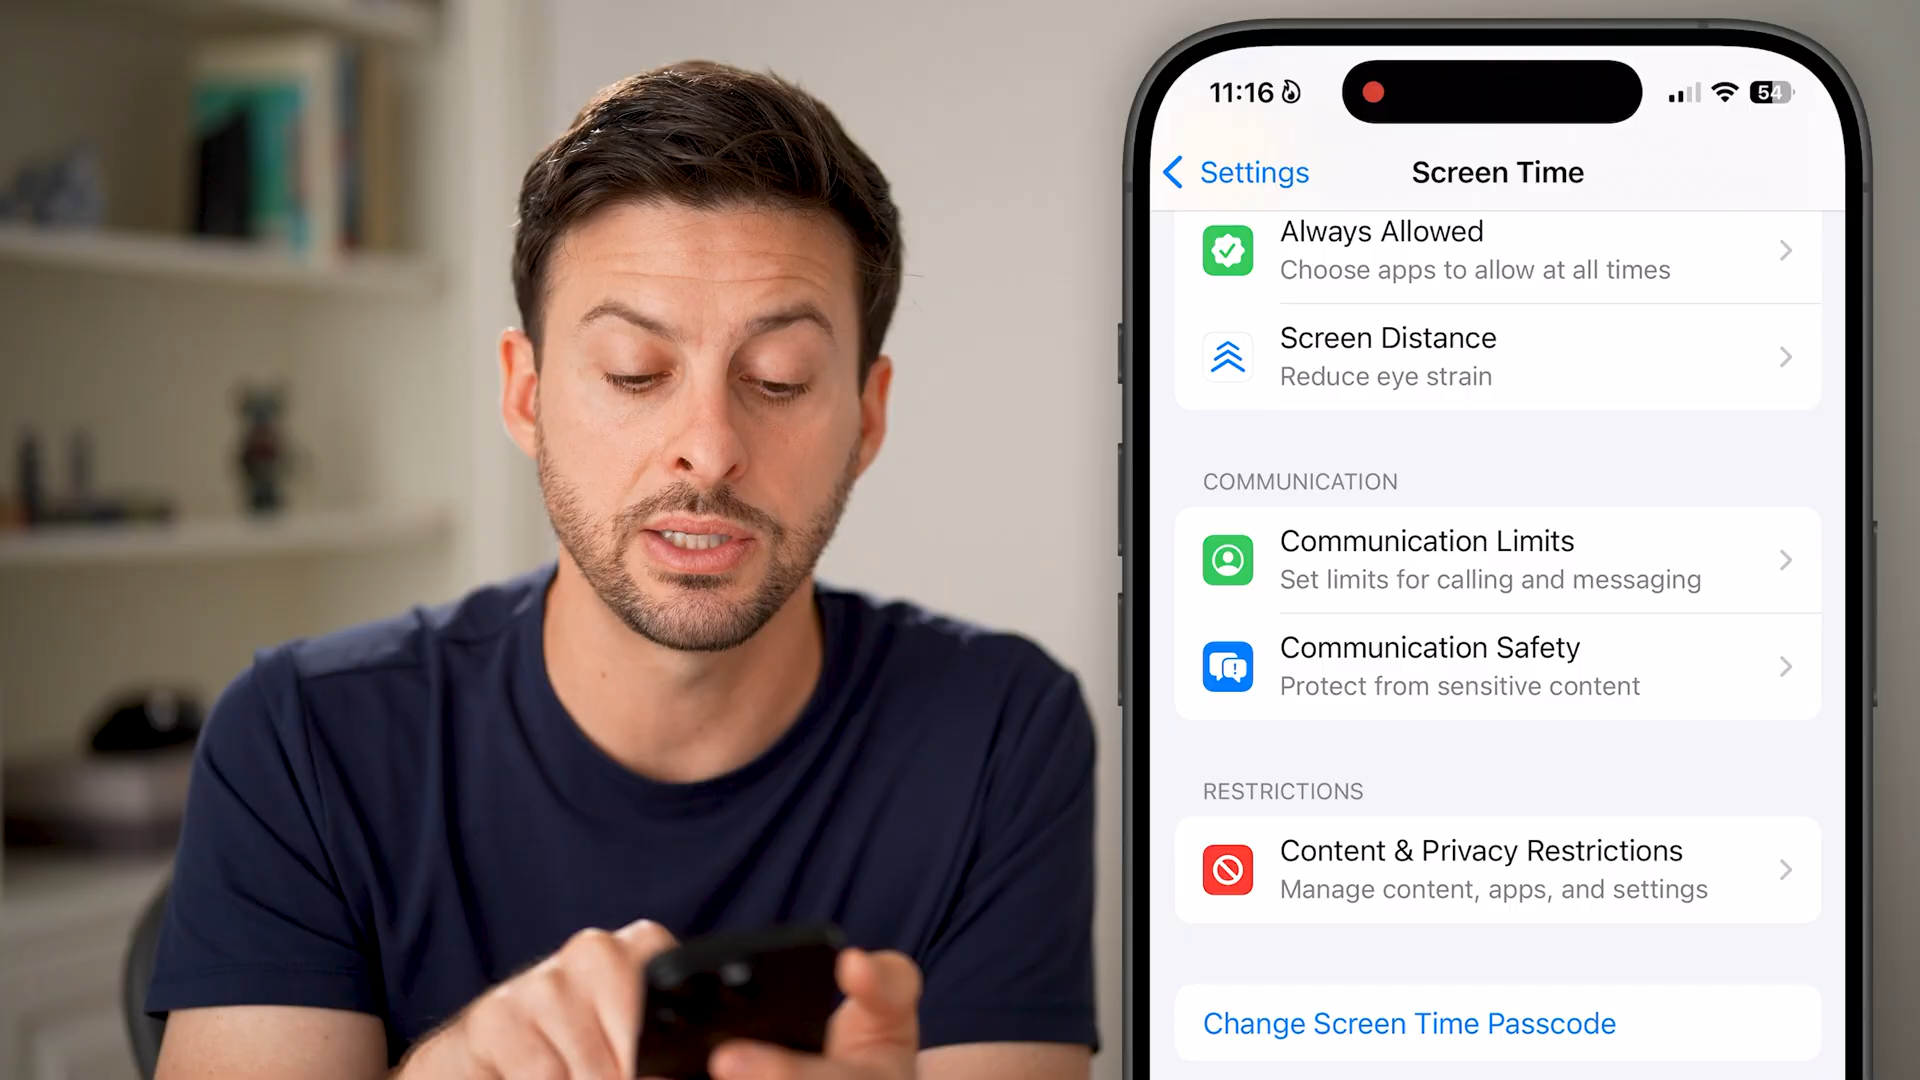 11:16
54
Settings
Screen Time
Always Allowed
Choose apps to allow at all times
Screen Distance
Reduce eye strain
COMMUNICATION
Communication Limits
Set limits for calling and messaging
Communication Safety
Protect from sensitive content
RESTRICTIONS
Content & Privacy Restrictions
Manage content, apps, and settings
Change Screen Time Passcode